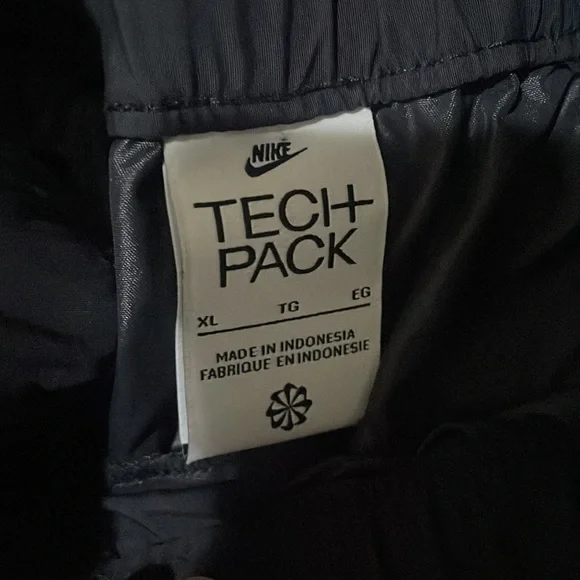 NIKE
TECH
PACK
XL TG EG
MADE IN INDONESIA
FABRIQUE EN INDONESIE